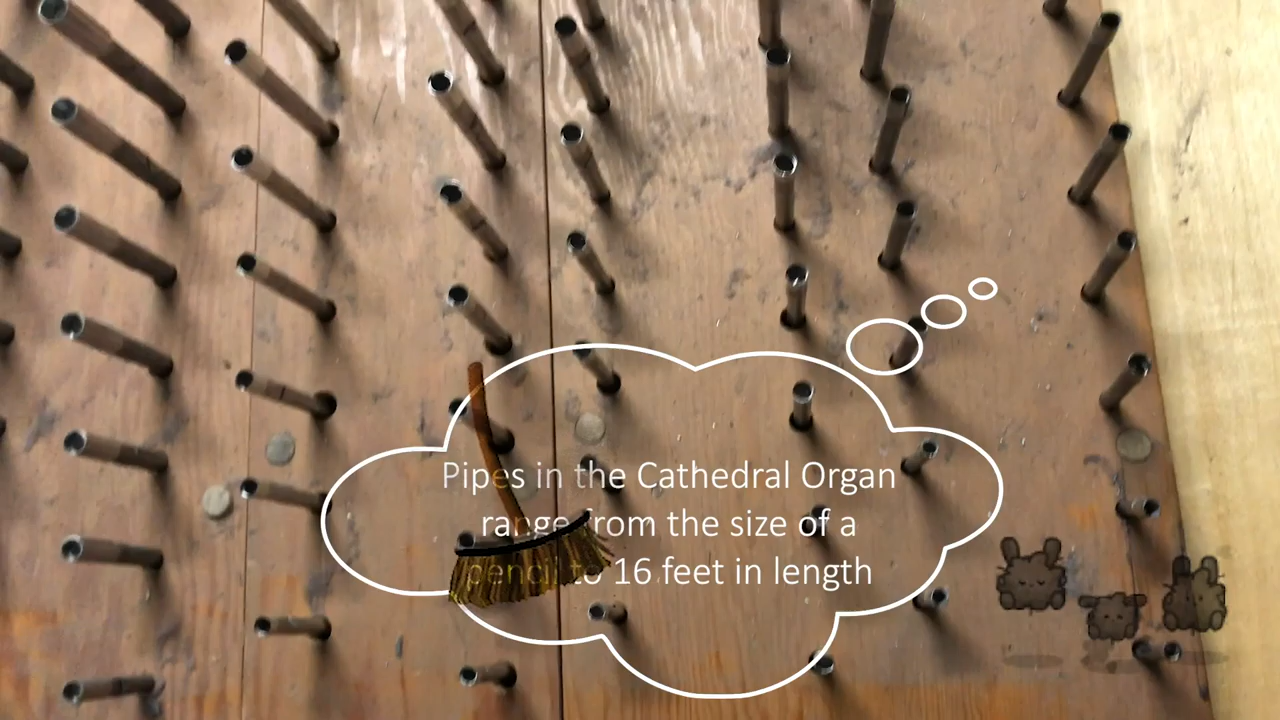 Pipes in the Cathedral Organ
range from the size of a
pencil to 16 feet in length